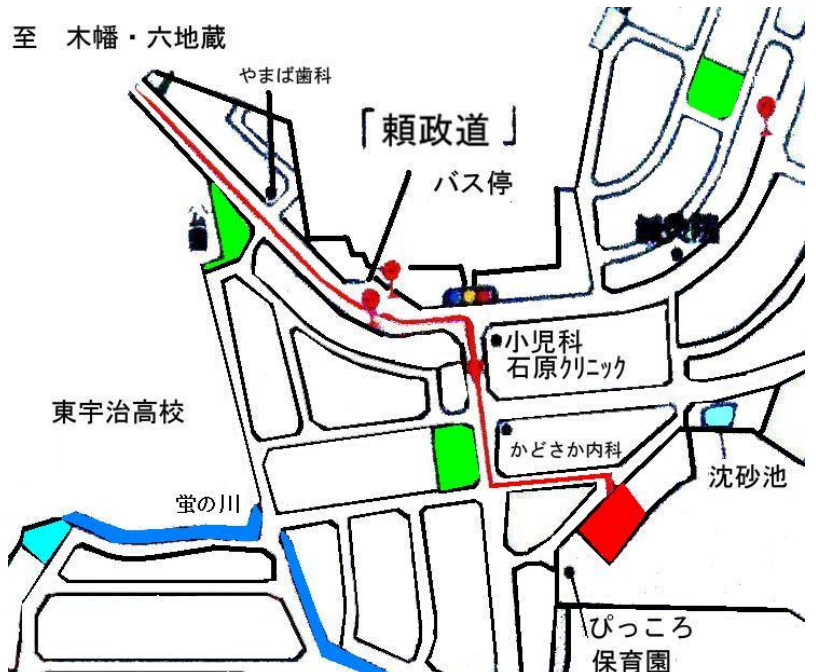 至 木幡・六地蔵
やまば歯科
「頼政道」
バス停
小児科
石原クリニック
東宇治高校
かどさか内科
沈砂池
蛍の川
ぴっころ
保育園